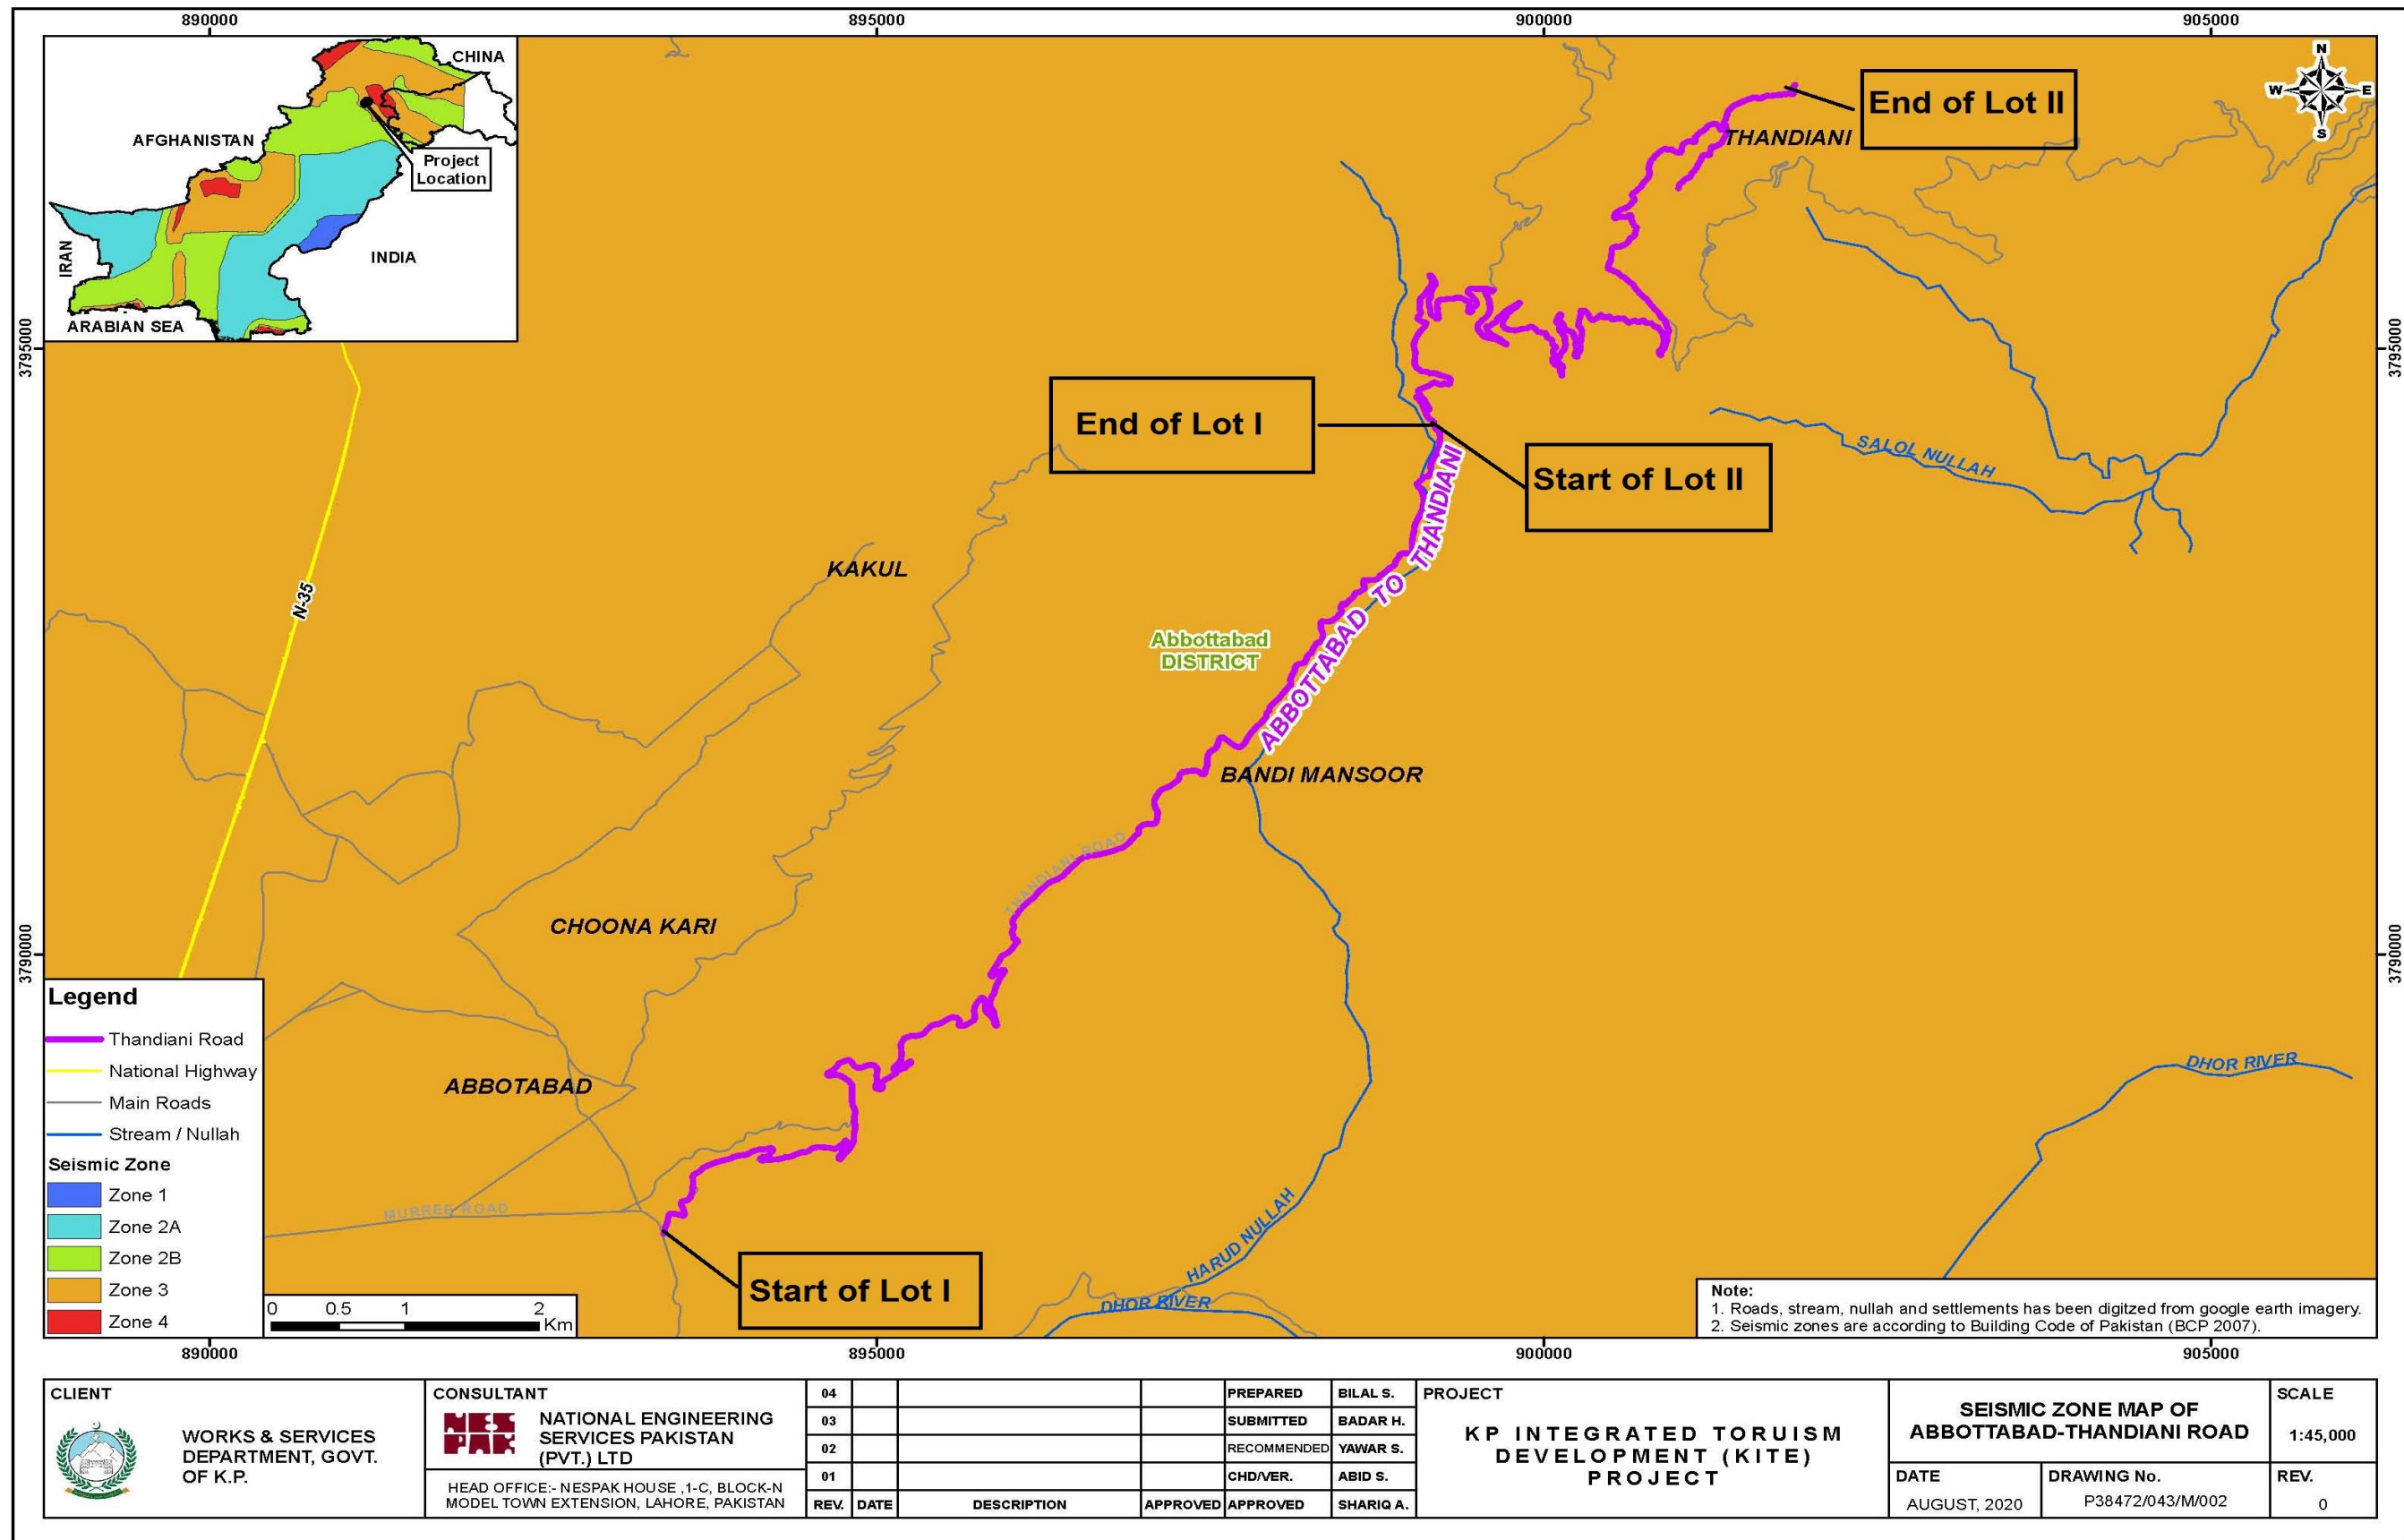 890000
895000
900000
905000
CHINA
AFGHANISTAN
Project
Location
IRAN
INDIA
ARABIAN SEA
N
W
E
S
End of Lot II
THANDIANI
3795000
3795000
End of Lot I
Start of Lot II
SALOL NULLAH
N-35
KAKUL
Abbottabad
DISTRICT
ABBOTTABAD TO THANDIANI
BANDI MANSOOR
THANDIANI ROAD
CHOONA KARI
3790000
3790000
ABBOTABAD
DHOR RIVER
MURREE ROAD
HARUD NULLAH
Start of Lot I
DHOR RIVER
Legend
Thandiani Road
National Highway
Main Roads
Stream / Nullah
Seismic Zone
Zone 1
Zone 2A
Zone 2B
Zone 3
Zone 4
0 0.5 1 2
Km
Note:
1. Roads, stream, nullah and settlements has been digitzed from google earth imagery.
2. Seismic zones are according to Building Code of Pakistan (BCP 2007).
890000
895000
900000
905000
CLIENT
WORKS & SERVICES
DEPARTMENT, GOVT.
OF K.P.
CONSULTANT
NES
PAK
NATIONAL ENGINEERING
SERVICES PAKISTAN
(PVT.) LTD
HEAD OFFICE:- NESPAK HOUSE ,1-C, BLOCK-N
MODEL TOWN EXTENSION, LAHORE, PAKISTAN
04 PREPARED BILAL S.
03 SUBMITTED BADAR H.
02 RECOMMENDED YAWAR S.
01 CHD/VER. ABID S.
REV. DATE DESCRIPTION APPROVED APPROVED SHARIQ A.
PROJECT
KP INTEGRATED TORUISM
DEVELOPMENT (KITE)
PROJECT
SEISMIC ZONE MAP OF
ABBOTTABAD-THANDIANI ROAD
SCALE
1:45,000
DATE
AUGUST, 2020
DRAWING No.
P38472/043/M/002
REV.
0